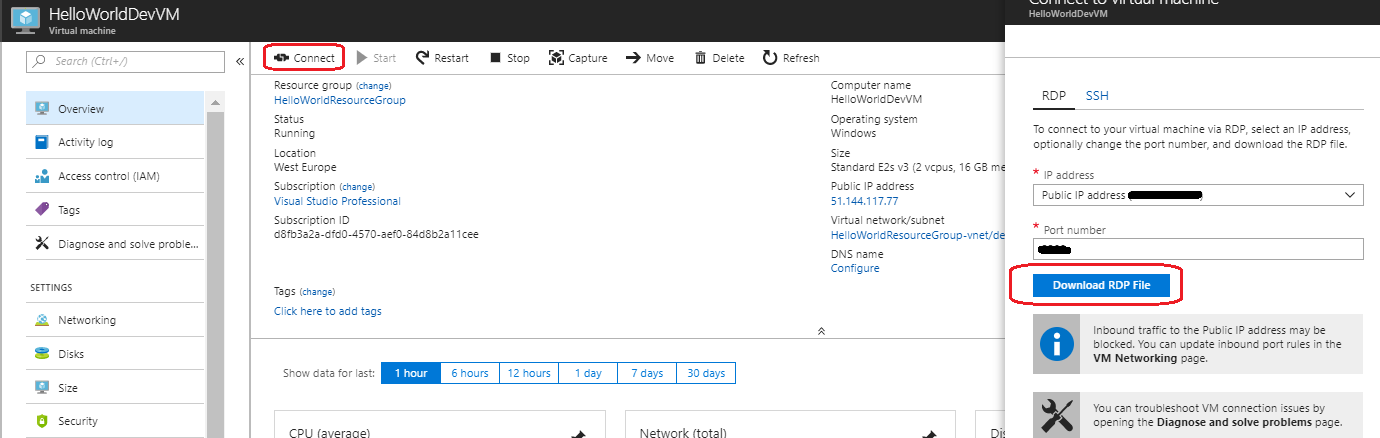 HelloWorldDevVM
Virtual machine
Search (Ctrl+/)
Overview
Activity log
Access control (IAM)
Tags
Diagnose and solve proble...
SETTINGS
Networking
Disks
Size
Security
Connect
Start
Restart
Stop
Capture
Move
Delete
Refresh
Resource group (change)
HelloWorldResourceGroup
Status
Running
Location
West Europe
Subscription (change)
Visual Studio Professional
Subscription ID
d8fb3a2a-dfd0-4570-aef0-84d8b2a11cee
Computer name
HelloWorldDevVM
Operating system
Windows
Size
Standard E2s v3 (2 vcpus, 16 GB me
Public IP address
51.144.117.77
Virtual network/subnet
HelloWorldResourceGroup-vnet/de
DNS name
Configure
Tags (change)
Click here to add tags
Show data for last:
1 hour
6 hours
12 hours
1 day
7 days
30 days
CPU (average)
Network (total)
Dis
Connect to virtual machine
HelloWorldDevVM
RDP
SSH
To connect to your virtual machine via RDP, select an IP address,
optionally change the port number, and download the RDP file.
* IP address
Public IP address (
* Port number
Download RDP File
Inbound traffic to the Public IP address may be
blocked. You can update inbound port rules in the
VM Networking page.
You can troubleshoot VM connection issues by
opening the Diagnose and solve problems page.